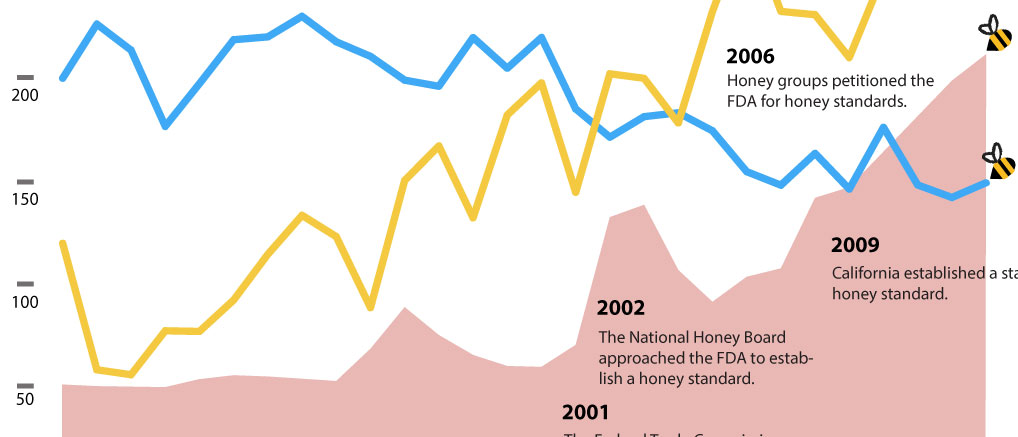 2006
Honey groups petitioned the
FDA for honey standards.
200
150
2009
California established a sta
honey standard.
100
2002
The National Honey Board
approached the FDA to estab-
lish a honey standard.
50
2001